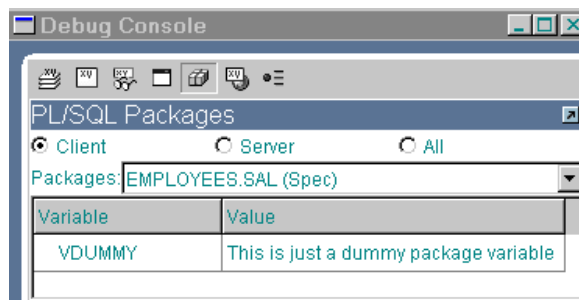 Debug Console
PL/SQL Packages
Client Server All
Packages: EMPLOYEES.SAL (Spec)
Variable Value
VDUMMY This is just a dummy package variable